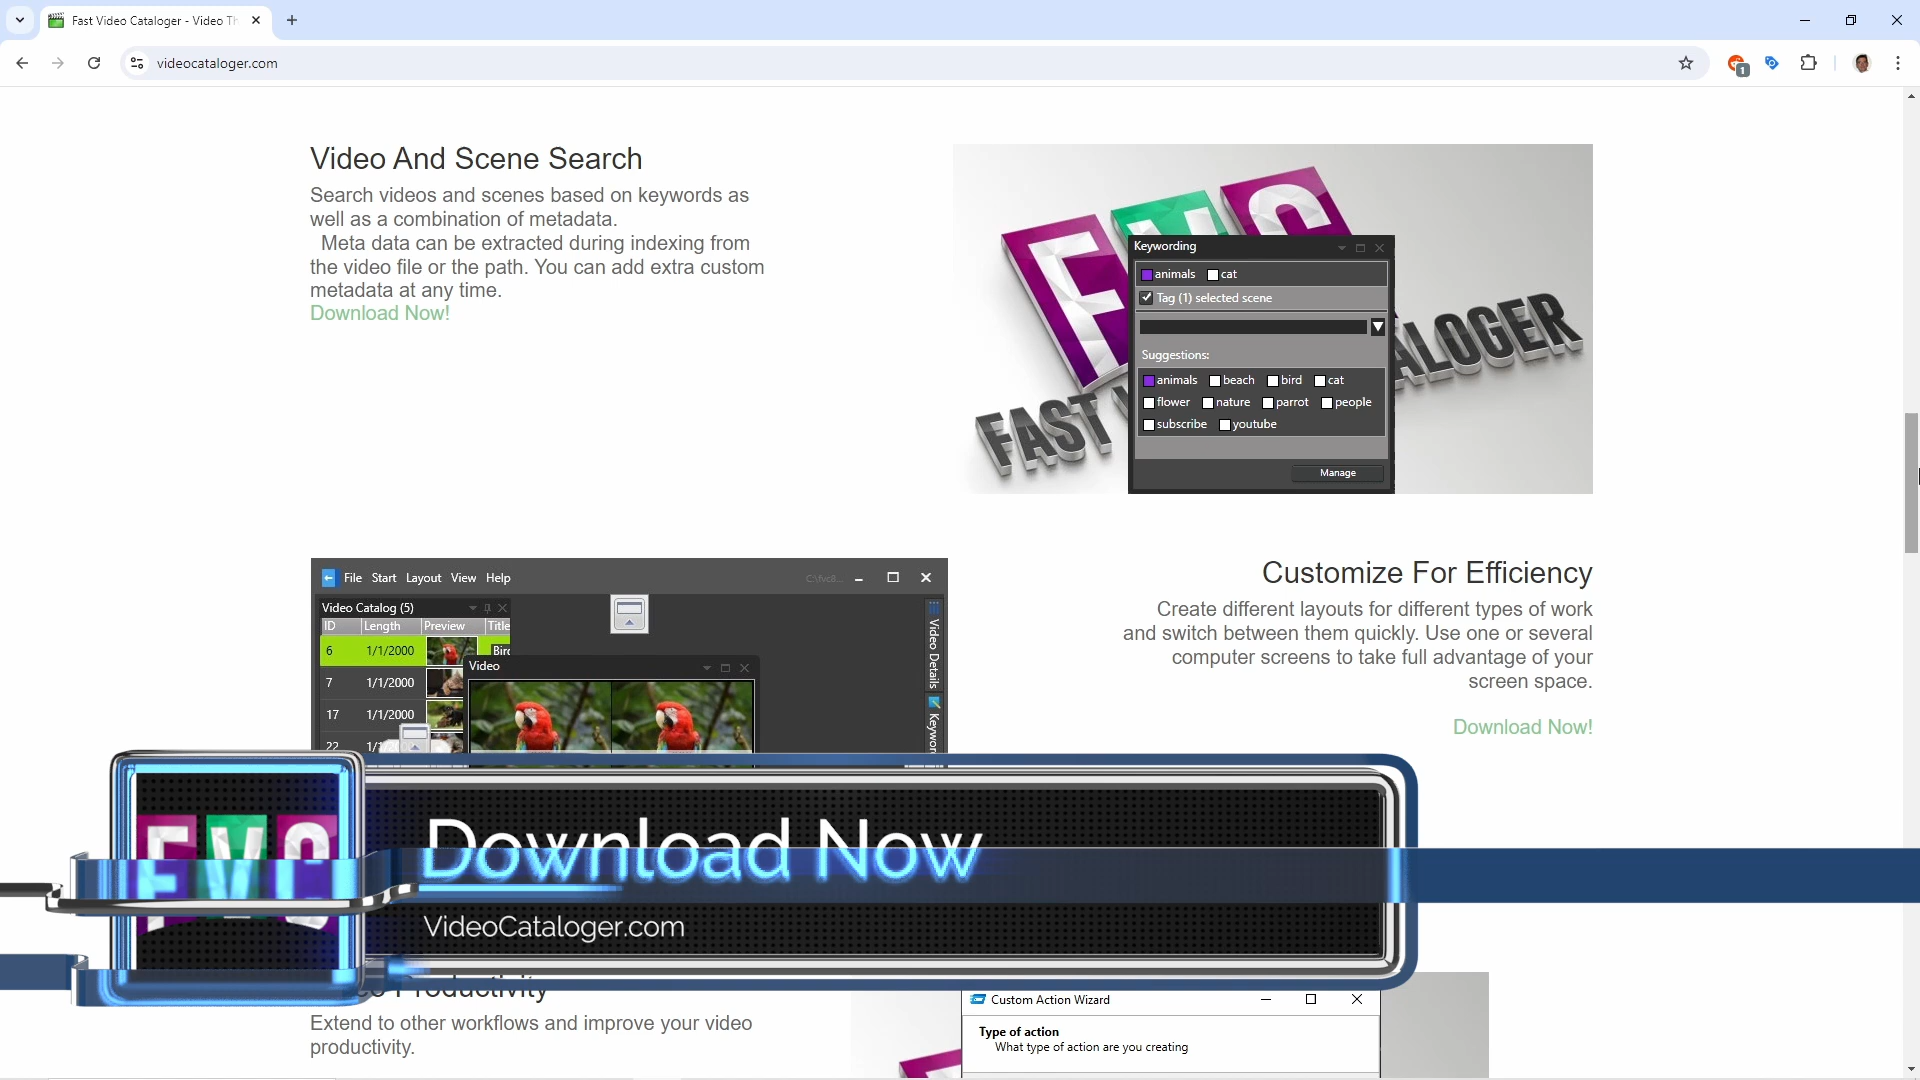 Fast Video Cataloger - Video Th
videocataloger.com
1
Video And Scene Search
Search videos and scenes based on keywords as
well as a combination of metadata.
Meta data can be extracted during indexing from
the video file or the path. You can add extra custom
metadata at any time.
Download Now!
FAST
ALOGER
Keywording
animals cat
Tag (1) selected scene
Suggestions:
animals beach bird cat
flower nature parrot people
subscribe youtube
Manage
File Start Layout View Help
Video Catalog (5)
ID Length Preview Title
6 1/1/2000 Bird
7 1/1/2000
17 1/1/2000
22
Video
Video Details
Keywor
Customize For Efficiency
Create different layouts for different types of work
and switch between them quickly. Use one or several
computer screens to take full advantage of your
screen space.
Download Now!
FVC
Download Now
VideoCataloger.com
Productivity
Extend to other workflows and improve your video
productivity.
Custom Action Wizard
Type of action
What type of action are you creating